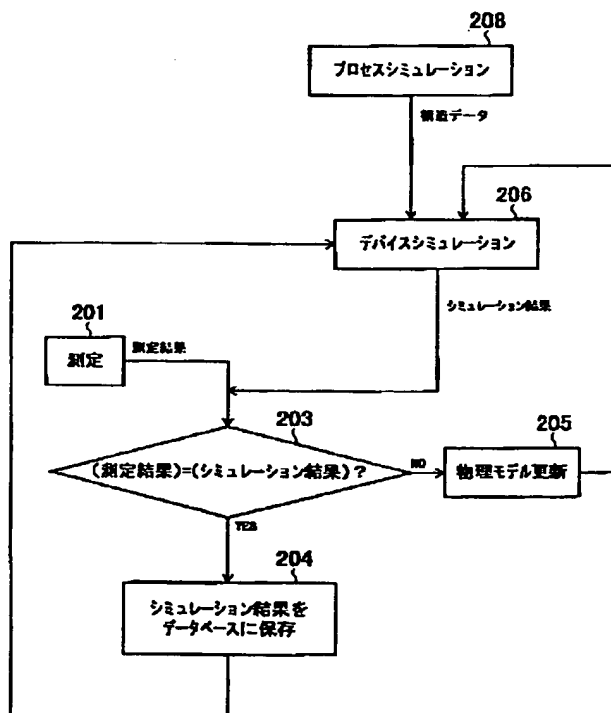 208
プロセスシミュレーション
構造データ
206
デバイスシミュレーション
シミュレーション結果
201
測定
測定結果
203
(測定結果)=(シミュレーション結果)?
NO
205
物理モデル更新
YES
204
シミュレーション結果を
データベースに保存